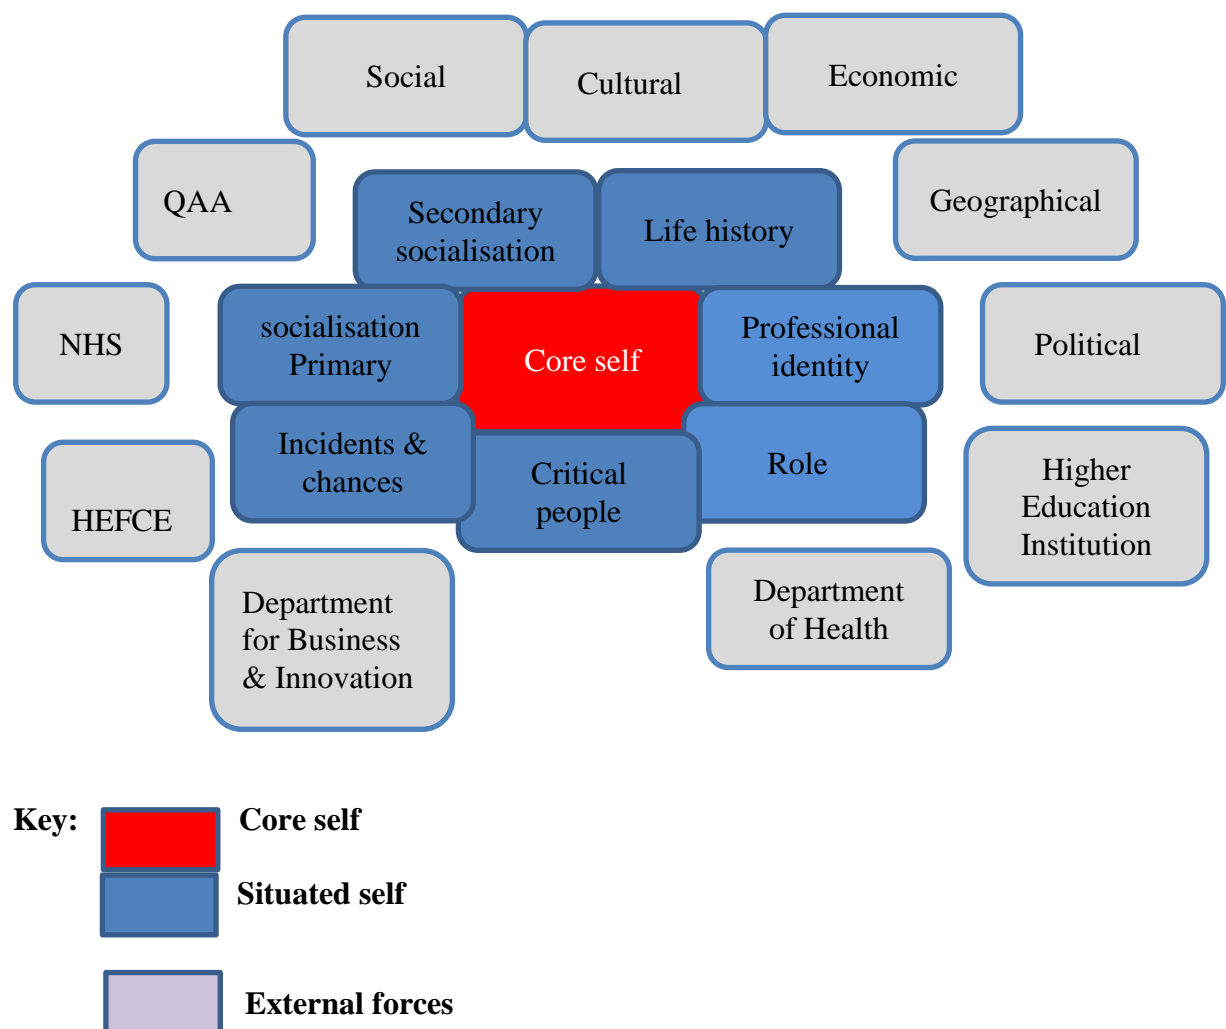 Social
Cultural
Economic
QAA
Geographical
Secondary
socialisation
Life history
NHS
socialisation
Primary
Core self
Professional
identity
Political
Incidents &
chances
Critical
people
Role
HEFCE
Higher
Education
Institution
Department
for Business
& Innovation
Department
of Health
Key:
Core self
Situated self
External forces